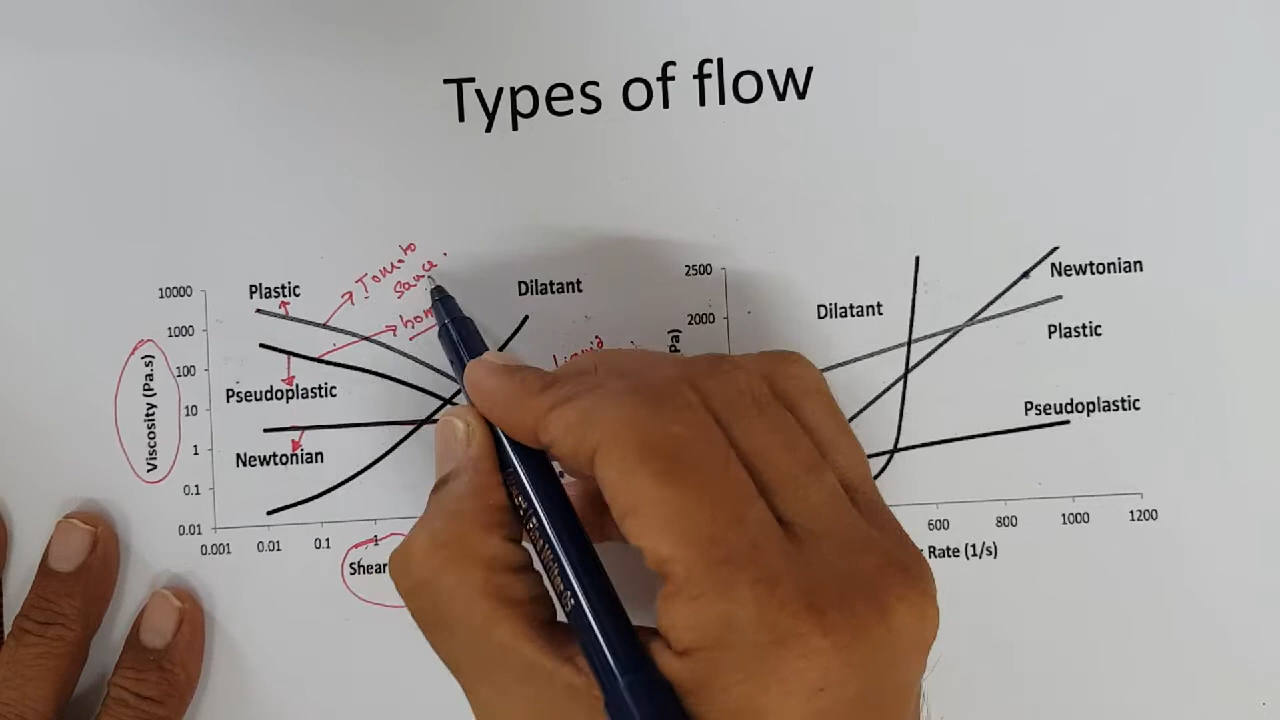 Types of flow
Plastic
Tomato
sauce.
Dilatant
10000
1000
100
10
1
0.1
0.01
Viscosity (Pa.s)
Pseudoplastic
Newtonian
0.001
0.01
0.1
1
Shear
Liquid
2500
2000
Pa)
Dilatant
Newtonian
Plastic
Pseudoplastic
600
800
1000
1200
Rate (1/s)